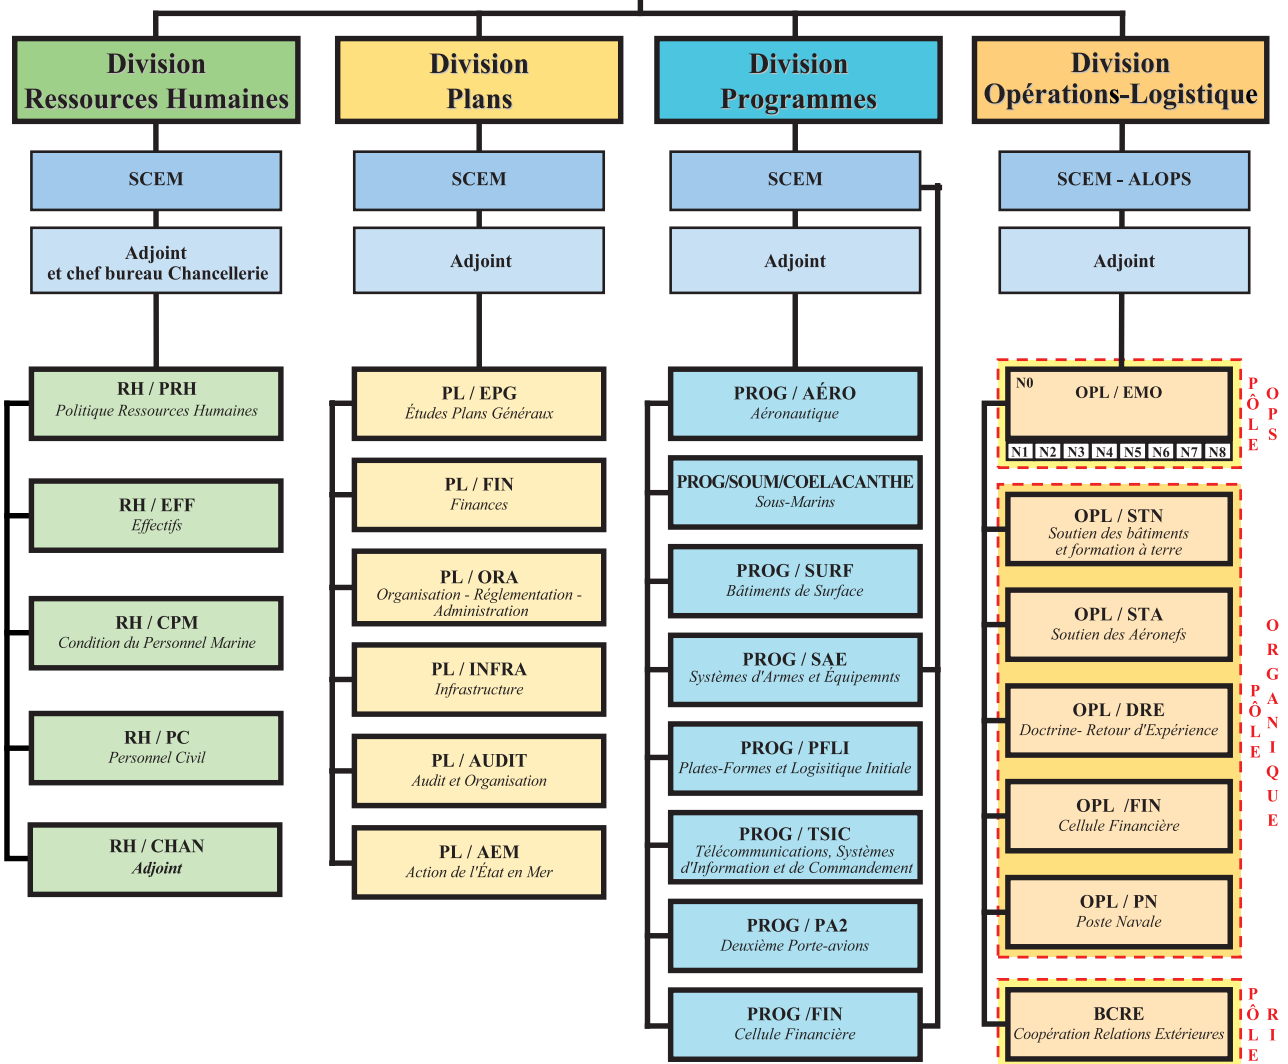 Division
Ressources Humaines
SCEM
Adjoint
et chef bureau Chancellerie
RH / PRH
Politique Ressources Humaines
RH / EFF
Effectifs
RH / CPM
Condition du Personnel Marine
RH / PC
Personnel Civil
RH / CHAN
Adjoint
Division
Plans
SCEM
Adjoint
PL / EPG
Études Plans Généraux
PL / FIN
Finances
PL / ORA
Organisation - Réglementation -
Administration
PL / INFRA
Infrastructure
PL / AUDIT
Audit et Organisation
PL / AEM
Action de l'État en Mer
Division
Programmes
SCEM
Adjoint
PROG / AÉRO
Aéronautique
PROG/SOUM/COELACANTHE
Sous-Marins
PROG / SURF
Bâtiments de Surface
PROG / SAE
Systèmes d'Armes et Équipemnts
PROG / PFLI
Plates-Formes et Logisitique Initiale
PROG / TSIC
Télécommunications, Systèmes
d'Information et de Commandement
PROG / PA2
Deuxième Porte-avions
PROG /FIN
Cellule Financière
Division
Opérations-Logistique
SCEM - ALOPS
Adjoint
N0
OPL / EMO
N1 N2 N3 N4 N5 N6 N7 N8
PÔLE
OPS
OPL / STN
Soutien des bâtiments
et formation à terre
OPL / STA
Soutien des Aéronefs
OPL / DRE
Doctrine- Retour d'Expérience
OPL /FIN
Cellule Financière
OPL / PN
Poste Navale
PÔLE
ORGANIQUE
BCRE
Coopération Relations Extérieures
PÔLE
RI